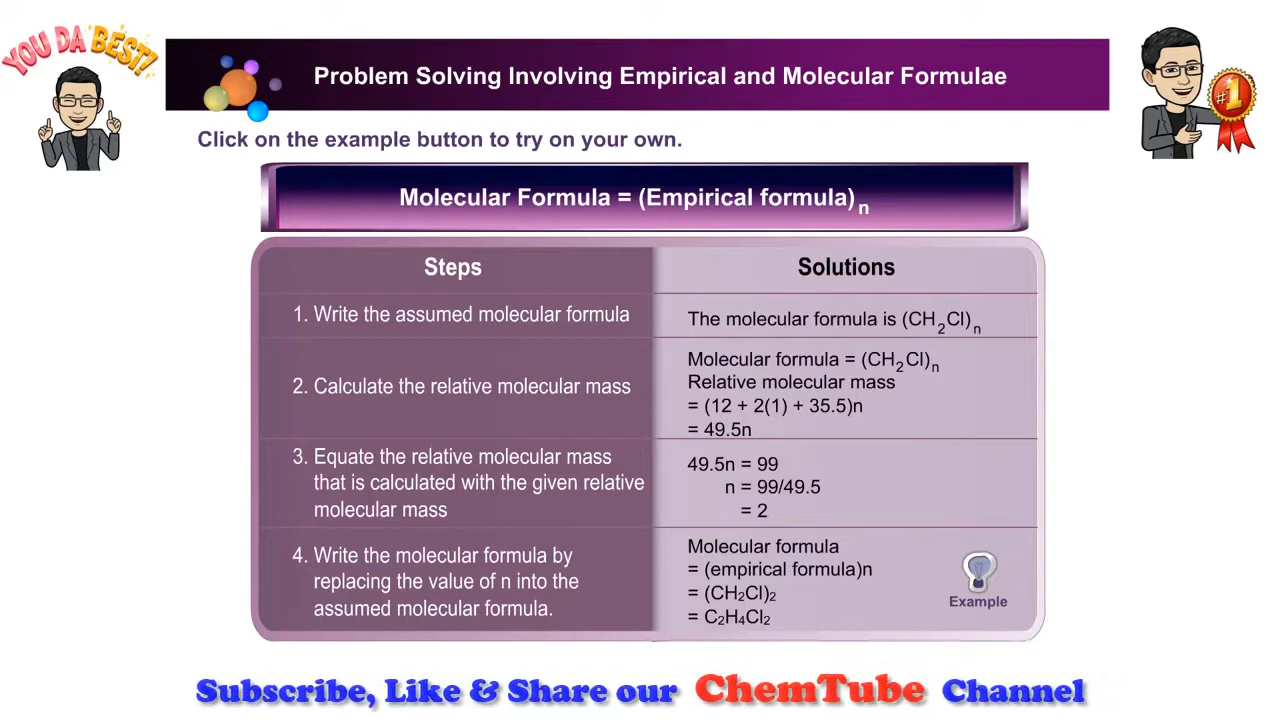 YOU DA BEST!
Problem Solving Involving Empirical and Molecular Formulae
#1
Click on the example button to try on your own.
Molecular Formula = (Empirical formula)n
Steps
Solutions
1. Write the assumed molecular formula
The molecular formula is (CH2Cl)n
2. Calculate the relative molecular mass
Molecular formula = (CH2Cl)n
Relative molecular mass
= (12 + 2(1) + 35.5)n
= 49.5n
3. Equate the relative molecular mass
that is calculated with the given relative
molecular mass
49.5n = 99
n = 99/49.5
= 2
4. Write the molecular formula by
replacing the value of n into the
assumed molecular formula.
Molecular formula
= (empirical formula)n
= (CH₂Cl)₂
= C₂H₄Cl₂
Example
Subscribe, Like & Share our ChemTube Channel